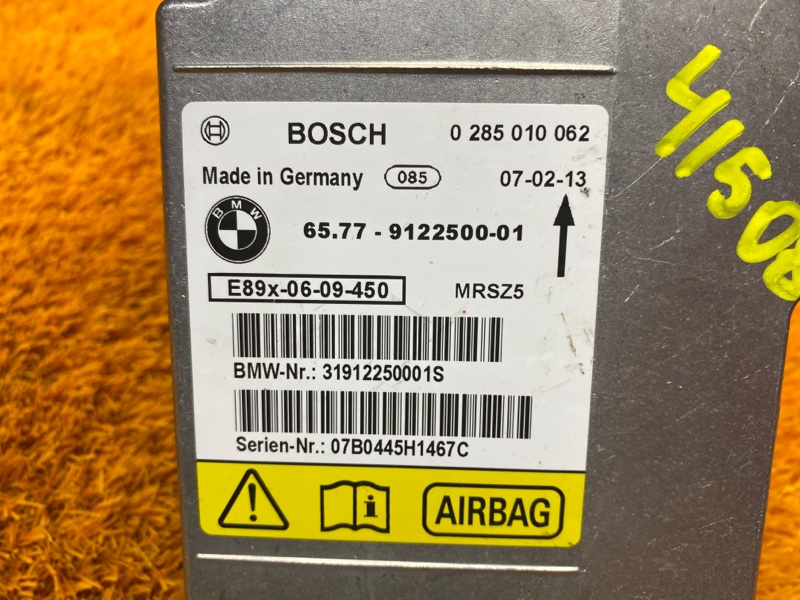 BOSCH 0 285 010 062
Made in Germany 085 07-02-13
BMW 65.77 - 9122500-01
E89x-06-09-450 MRSZ5
BMW-Nr.: 31912250001S
Serien-Nr.: 07B0445H1467C
i AIRBAG
41508